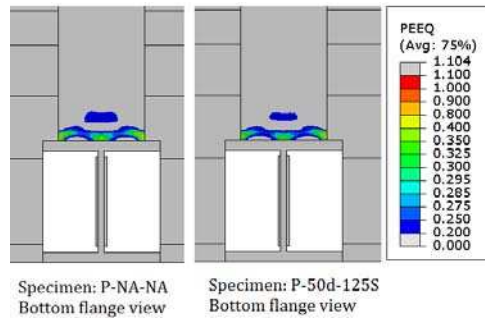 PEEQ
(Avg: 75%)
1.104
1.100
1.000
0.900
0.800
0.400
0.350
0.325
0.300
0.295
0.285
0.275
0.250
0.200
0.000
Specimen: P-NA-NA
Bottom flange view
Specimen: P-50d-125S
Bottom flange view